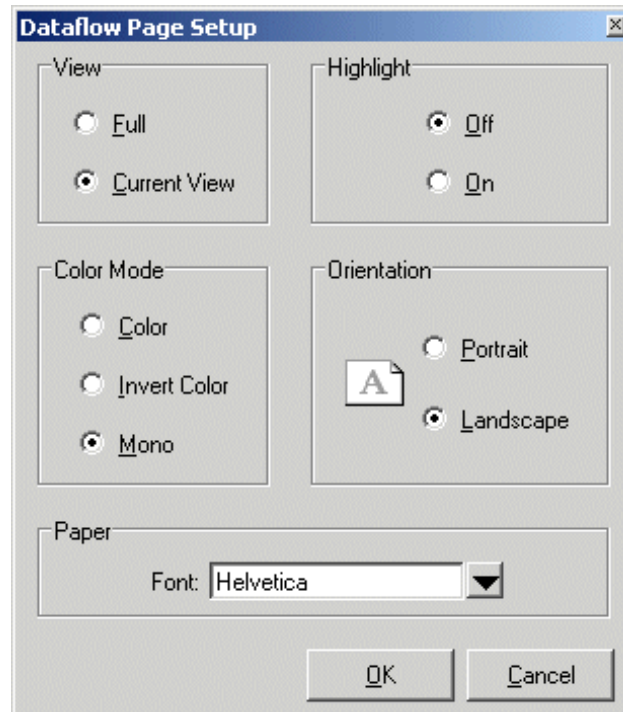 Dataflow Page Setup
View
Full
Current View
Highlight
Off
On
Color Mode
Color
Invert Color
Mono
Orientation
A
Portrait
Landscape
Paper
Font: Helvetica
OK Cancel